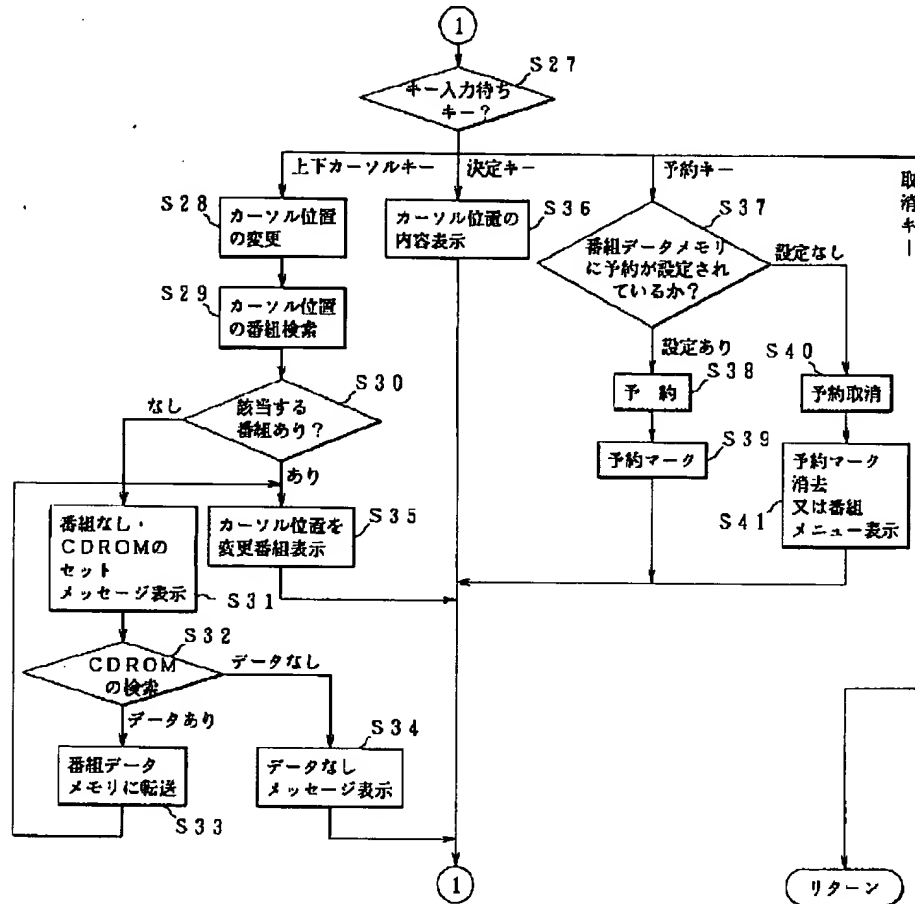 1
S27
キー入力待ち
キー?
上下カーソルキー
決定キー
予約キー
取消キー
S28
カーソル位置
の変更
S36
カーソル位置の
内容表示
S37
番組データメモリ
に予約が設定され
ているか?
設定なし
S29
カーソル位置
の番組検索
設定あり
S30
該当する
番組あり?
なし
あり
S38
予 約
S40
予約取消
S39
予約マーク
S41
予約マーク
消去
又は番組
メニュー表示
S31
番組なし・
CDROMの
セット
メッセージ表示
S35
カーソル位置を
変更番組表示
S32
CDROM
の検索
データなし
データあり
S33
番組データ
メモリに転送
S34
データなし
メッセージ表示
1
リターン